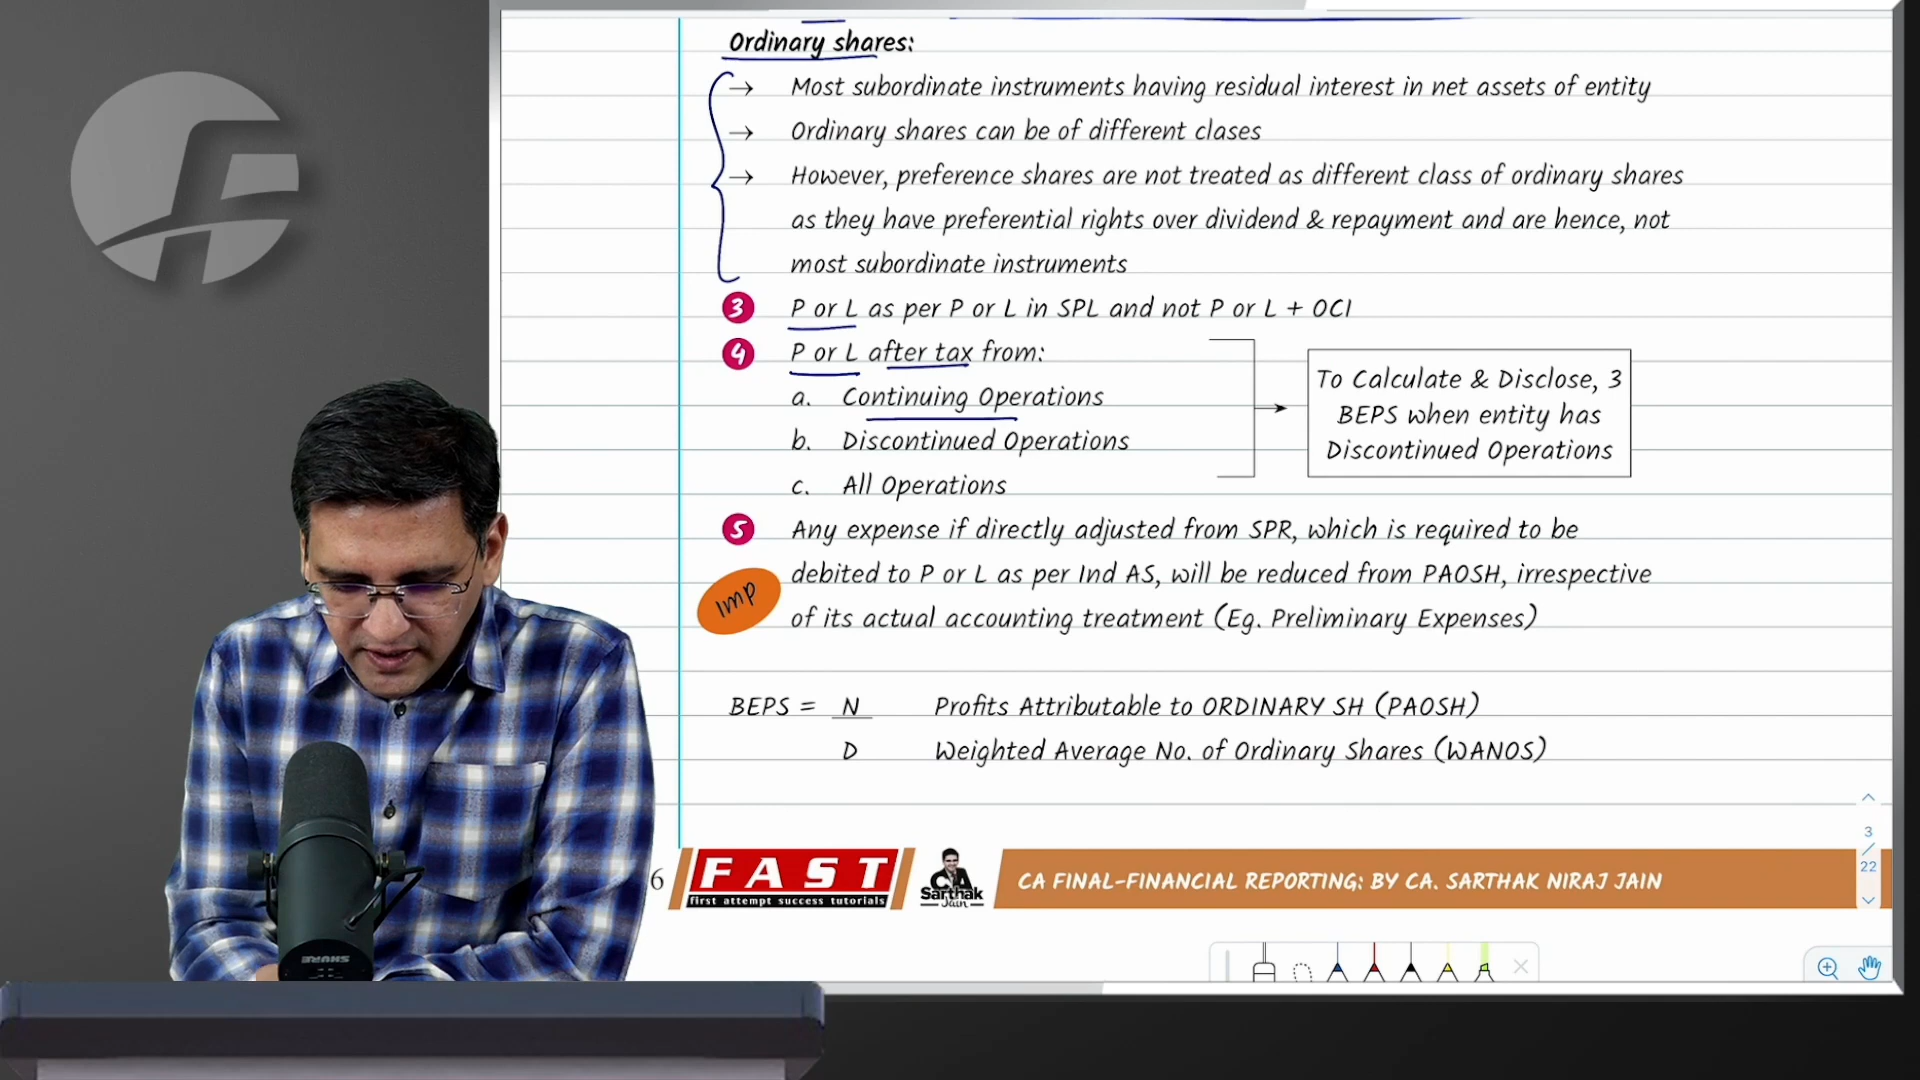 Ordinary shares:
→ Most subordinate instruments having residual interest in net assets of entity
→ Ordinary shares can be of different clases
→ However, preference shares are not treated as different class of ordinary shares
as they have preferential rights over dividend & repayment and are hence, not
most subordinate instruments
3 P or L as per P or L in SPL and not P or L + OCI
4 P or L after tax from:
a. Continuing Operations
b. Discontinued Operations
c. All Operations
To Calculate & Disclose, 3
BEPS when entity has
Discontinued Operations
5 Any expense if directly adjusted from SPR, which is required to be
debited to P or L as per Ind AS, will be reduced from PAOSH, irrespective
of its actual accounting treatment (Eg. Preliminary Expenses)
Imp
BEPS = N Profits Attributable to ORDINARY SH (PAOSH)
D Weighted Average No. of Ordinary Shares (WANOS)
6
FAST
first attempt success tutorials
CA
Sarthak
Jain
CA FINAL-FINANCIAL REPORTING: BY CA. SARTHAK NIRAJ JAIN
3
/
22
SHURE